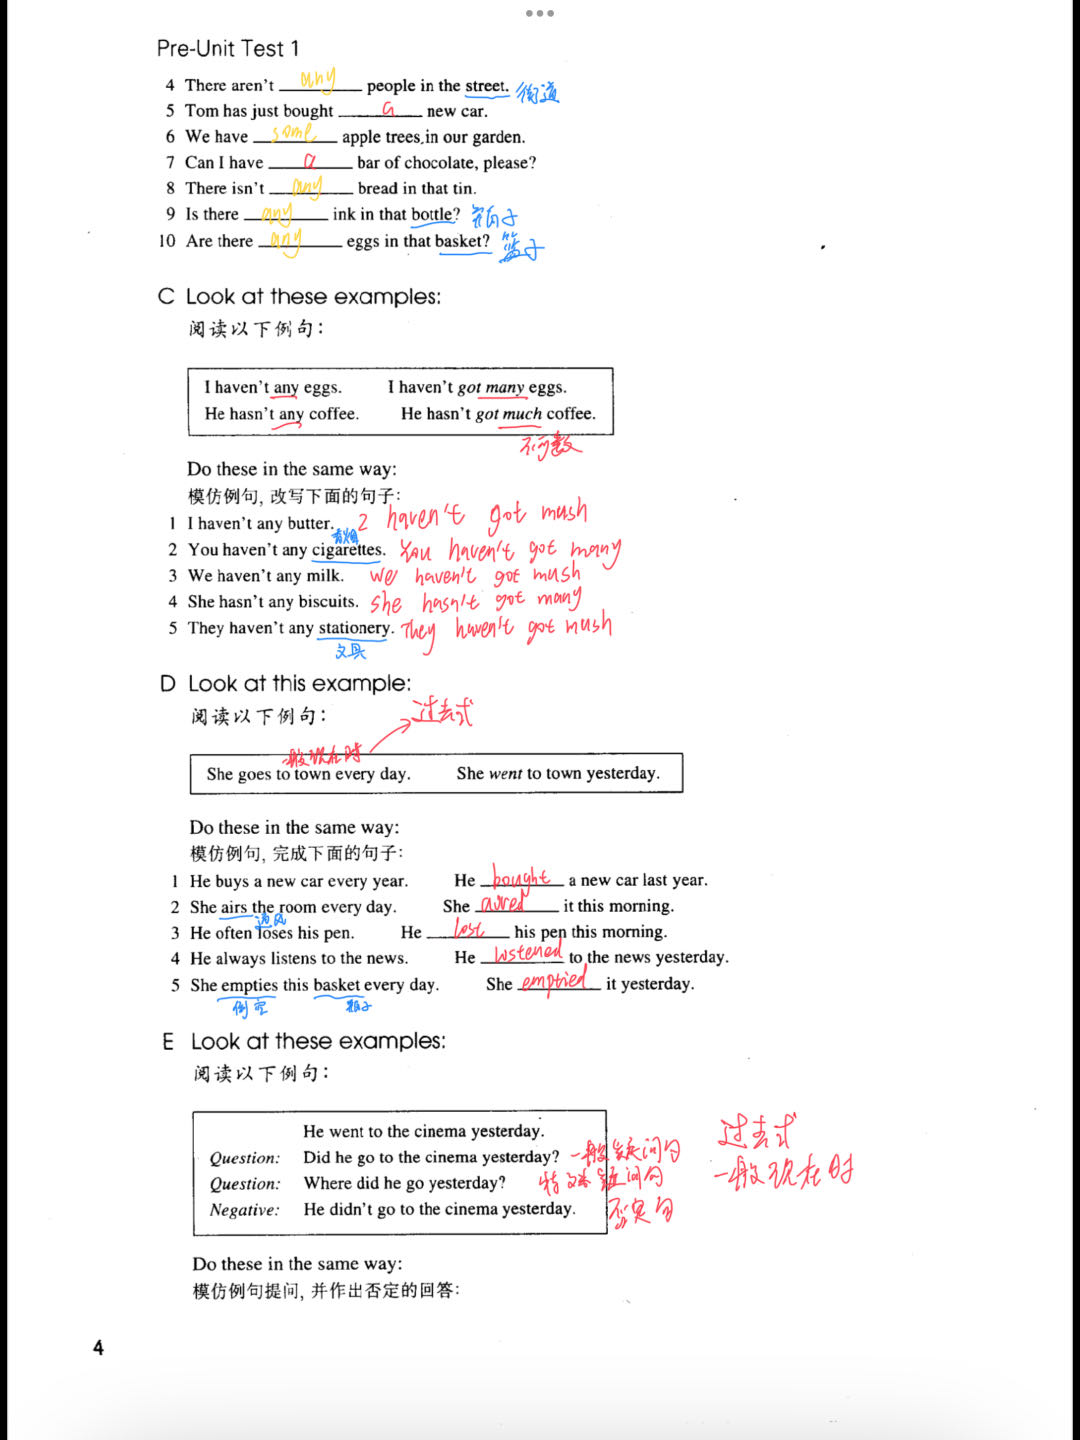 Pre-Unit Test 1
4 There aren't any people in the street. 街道
5 Tom has just bought a new car.
6 We have some apple trees in our garden.
7 Can I have a bar of chocolate, please?
8 There isn't any bread in that tin.
9 Is there any ink in that bottle? 瓶子
10 Are there any eggs in that basket? 篮子
C Look at these examples:
阅读以下例句：
I haven't any eggs. I haven't got many eggs.
He hasn't any coffee. He hasn't got much coffee.
不可数
Do these in the same way:
模仿例句, 改写下面的句子：
1 I haven't any butter. 2 haven't got mush
香烟
2 You haven't any cigarettes. You haven't got many
3 We haven't any milk. We haven't got mush
4 She hasn't any biscuits. she hasn't got many
5 They haven't any stationery. They haven't got mush
文具
D Look at this example:
阅读以下例句：
过去式
一般现在时
She goes to town every day. She went to town yesterday.
Do these in the same way:
模仿例句, 完成下面的句子：
1 He buys a new car every year. He bought a new car last year.
2 She airs the room every day. She aired it this morning.
通风
3 He often loses his pen. He lost his pen this morning.
4 He always listens to the news. He lwstened to the news yesterday.
5 She empties this basket every day. She emptied it yesterday.
倒空 瓶子
E Look at these examples:
阅读以下例句：
He went to the cinema yesterday.
过去式
Question: Did he go to the cinema yesterday? 一般疑问句
一般现在时
Question: Where did he go yesterday? 特殊疑问句
Negative: He didn't go to the cinema yesterday. 否定句
Do these in the same way:
模仿例句提问, 并作出否定的回答：
4